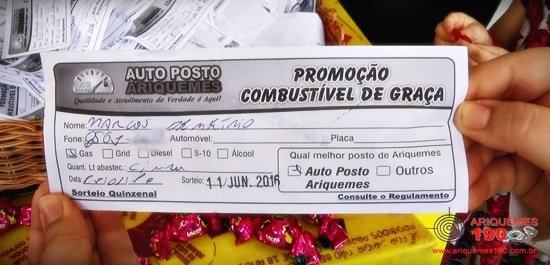 AUTO POSTO
ARIQUEMES
Qualidade e Atendimento de Verdade é Aqui!
PROMOÇÃO
COMBUSTÍVEL DE GRAÇA
Nome: MARCOS
Fone: Automóvel: Placa
Gas Grid Diesel S-10 Álcool
Quant. Lt abastec.
Data: Sorteio: 11 JUN. 2016
Sorteio Quinzenal
Qual melhor posto de Ariquemes
Auto Posto Ariquemes
Outros
Consulte o Regulamento
ARIQUEMES
190
www.ariquemes190.com.br